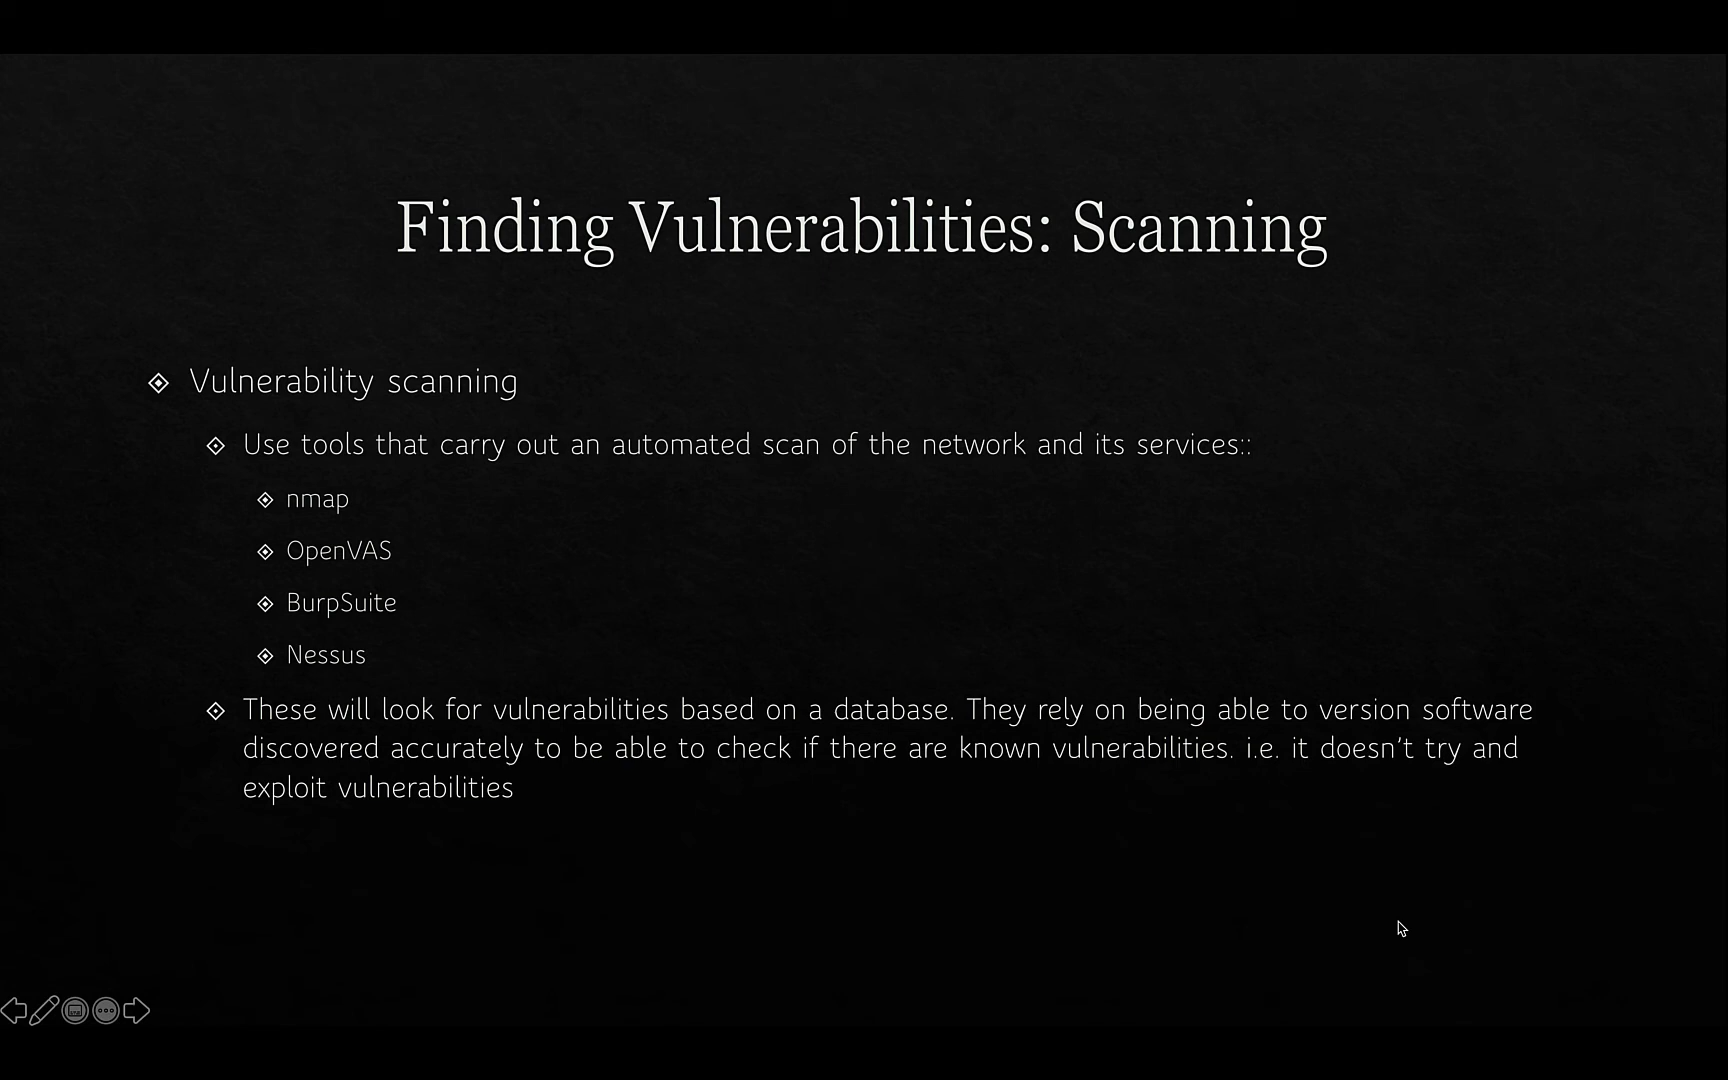 Finding Vulnerabilities: Scanning
Vulnerability scanning
Use tools that carry out an automated scan of the network and its services::
nmap
OpenVAS
BurpSuite
Nessus
These will look for vulnerabilities based on a database. They rely on being able to version software
discovered accurately to be able to check if there are known vulnerabilities. i.e. it doesn’t try and
exploit vulnerabilities